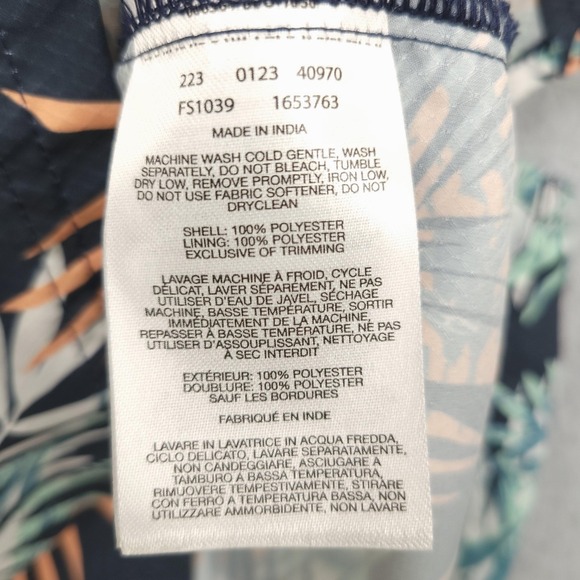 223 0123 40970
FS1039 1653763
MADE IN INDIA
MACHINE WASH COLD GENTLE, WASH
SEPARATELY, DO NOT BLEACH, TUMBLE
DRY LOW, REMOVE PROMPTLY, IRON LOW,
DO NOT USE FABRIC SOFTENER, DO NOT
DRYCLEAN
SHELL: 100% POLYESTER
LINING: 100% POLYESTER
EXCLUSIVE OF TRIMMING
LAVAGE MACHINE À FROID, CYCLE
DÉLICAT, LAVER SÉPARÉMENT, NE PAS
UTILISER D'EAU DE JAVEL, SÉCHAGE
MACHINE, BASSE TEMPÉRATURE, SORTIR
IMMÉDIATEMENT DE LA MACHINE,
REPASSER À BASSE TEMPÉRATURE, NE PAS
UTILISER D'ASSOUPLISSANT, NETTOYAGE
À SEC INTERDIT
EXTÉRIEUR: 100% POLYESTER
DOUBLURE: 100% POLYESTER
SAUF LES BORDURES
FABRIQUÉ EN INDE
LAVARE IN LAVATRICE IN ACQUA FREDDA,
CICLO DELICATO, LAVARE SEPARATAMENTE,
NON CANDEGGIARE, ASCIUGARE A
TAMBURO A BASSA TEMPERATURA,
RIMUOVERE TEMPESTIVAMENTE, STIRARE
CON FERRO A TEMPERATURA BASSA, NON
UTILIZZARE AMMORBIDENTE, NON LAVARE